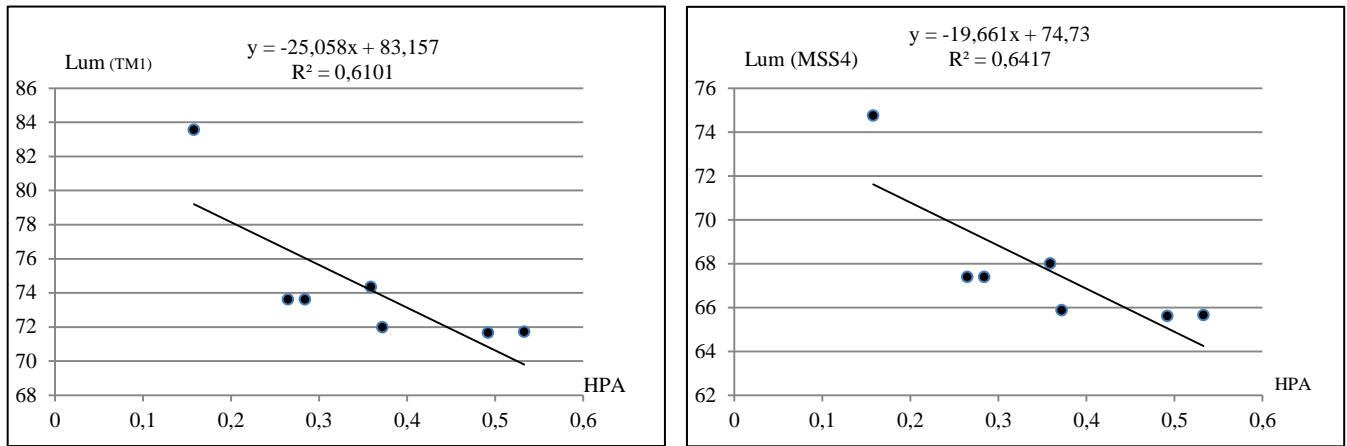 y = -25,058x + 83,157
R² = 0,6101
Lum (TM1)
86
84
82
80
78
76
74
72
70
68
HPA
0 0,1 0,2 0,3 0,4 0,5 0,6
y = -19,661x + 74,73
R² = 0,6417
Lum (MSS4)
76
74
72
70
68
66
64
62
HPA
0 0,1 0,2 0,3 0,4 0,5 0,6